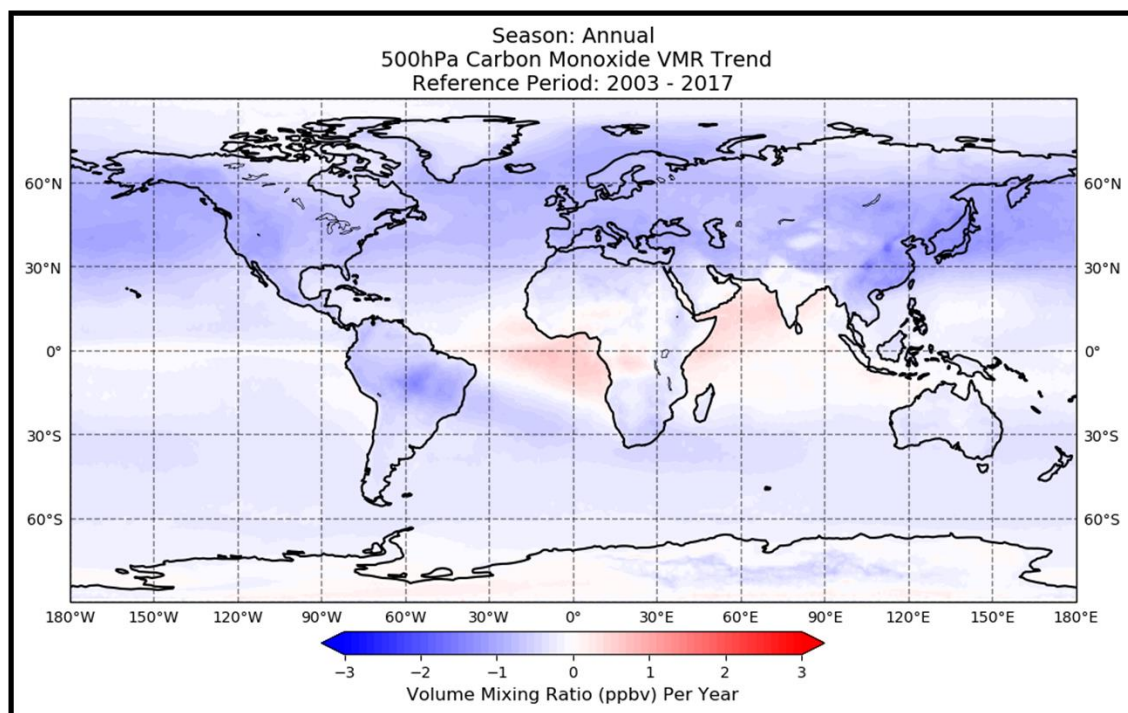 Season: Annual
500hPa Carbon Monoxide VMR Trend
Reference Period: 2003 - 2017
60°N 60°N
30°N 30°N
0° 0°
30°S 30°S
60°S 60°S
180°W 150°W 120°W 90°W 60°W 30°W 0° 30°E 60°E 90°E 120°E 150°E 180°E
−3 −2 −1 0 1 2 3
Volume Mixing Ratio (ppbv) Per Year